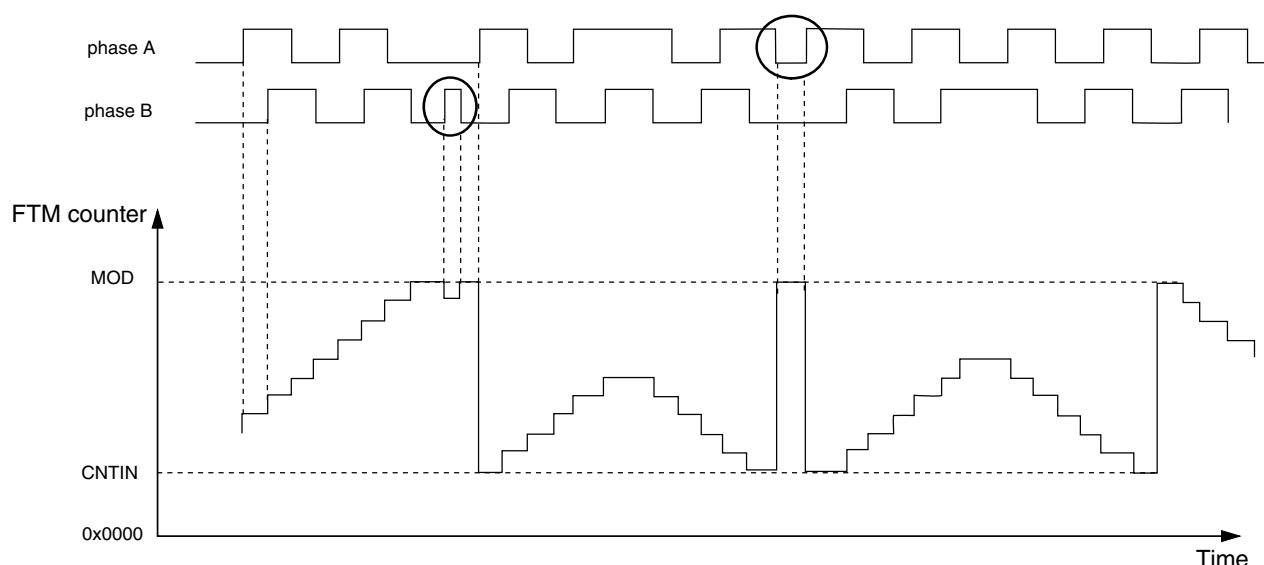 phase A
phase B
FTM counter
MOD
CNTIN
0x0000
Time